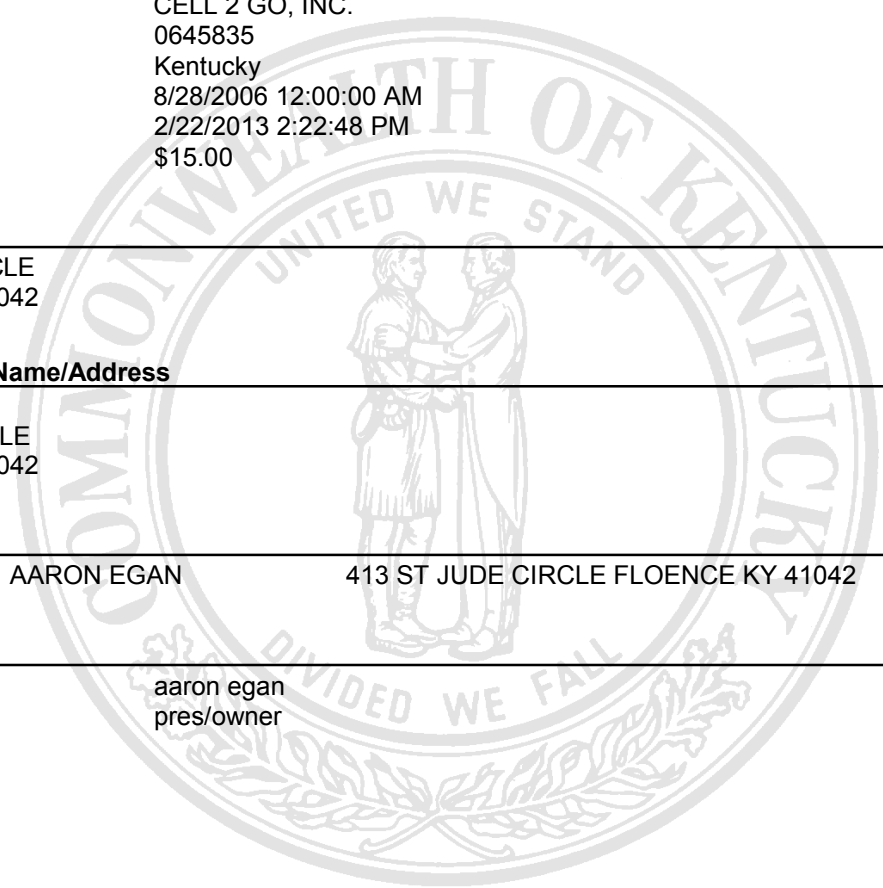 CELL 2 GO, INC.
0645835
Kentucky
8/28/2006 12:00:00 AM
2/22/2013 2:22:48 PM
$15.00
COMMONWEALTH OF KENTUCKY
UNITED WE STAND
CLE
042
Name/Address
LE
042
AARON EGAN 413 ST JUDE CIRCLE FLOENCE KY 41042
DIVIDED WE FALL
aaron egan
pres/owner